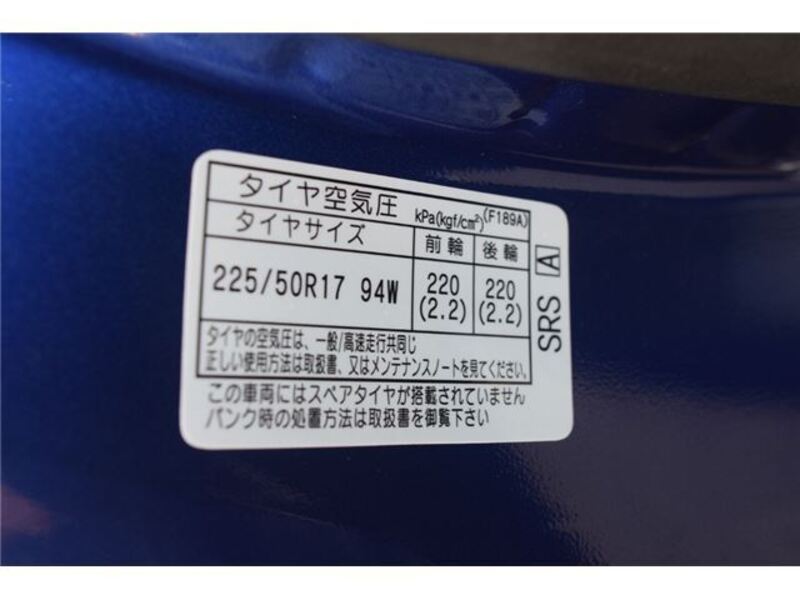 タイヤ空気圧 kPa(kgf/cm²)(F189A)
タイヤサイズ 前輪 後輪
225/50R17 94W 220 (2.2) 220 (2.2)
タイヤの空気圧は、一般/高速走行共同じ
正しい使用方法は取扱書、又はメンテナンスノートを見てください。
この車両にはスペアタイヤが搭載されていません
パンク時の処置方法は取扱書を御覧下さい
SRS A